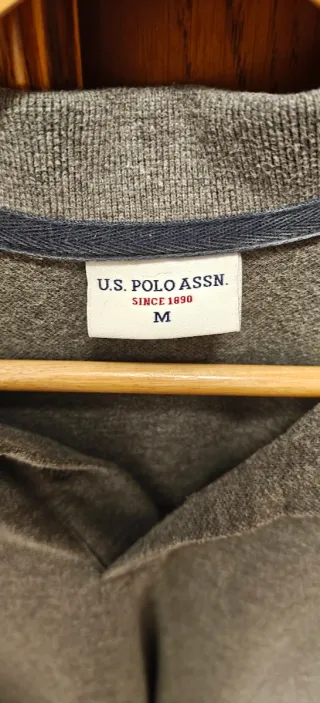 U.S. POLO ASSN.
SINCE 1890
M